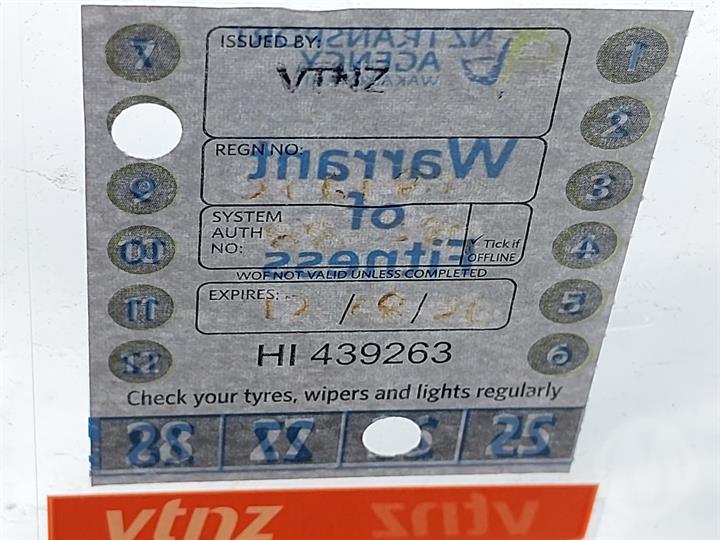 ISSUED BY:
VTNZ
NZ TRANSPORT
AGENCY
REGN NO:
Warrant
of
Fitness
SYSTEM
AUTH
NO:
Tick if
OFFLINE
WOF NOT VALID UNLESS COMPLETED
EXPIRES:
HI 439263
Check your tyres, wipers and lights regularly
7 1
2
9 3
10 4
11 5
12 6
28 27 25
vtnz vtnz